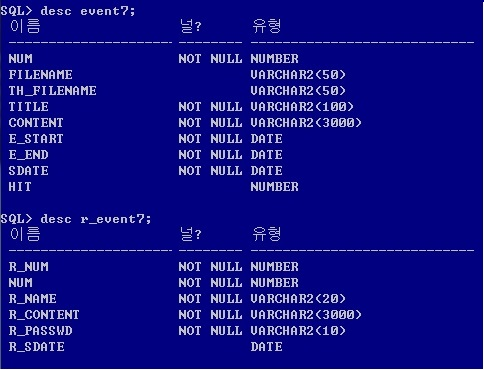 SQL> desc event7;
이름 널? 유형
----------------------- -------- ----------------------------
NUM NOT NULL NUMBER
FILENAME VARCHAR2(50)
TH_FILENAME VARCHAR2(50)
TITLE NOT NULL VARCHAR2(100)
CONTENT NOT NULL VARCHAR2(3000)
E_START NOT NULL DATE
E_END NOT NULL DATE
SDATE NOT NULL DATE
HIT NUMBER
SQL> desc r_event7;
이름 널? 유형
----------------------- -------- ----------------------------
R_NUM NOT NULL NUMBER
NUM NOT NULL NUMBER
R_NAME NOT NULL VARCHAR2(20)
R_CONTENT NOT NULL VARCHAR2(3000)
R_PASSWD NOT NULL VARCHAR2(10)
R_SDATE DATE